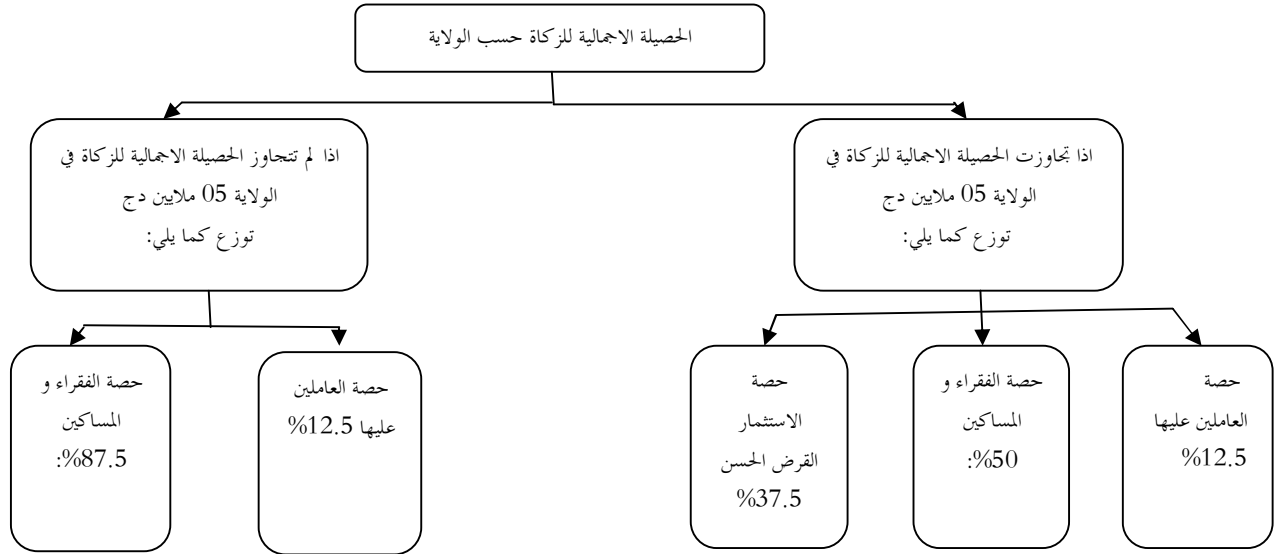 الحصيلة الاجمالية للزكاة حسب الولاية
اذا تجاوزت الحصيلة الاجمالية للزكاة في
الولاية 05 ملايين دج
توزع كما يلي:
اذا لم تتجاوز الحصيلة الاجمالية للزكاة في
الولاية 05 ملايين دج
توزع كما يلي:
حصة
العاملين عليها
%12.5
حصة الفقراء و
المساكين
%50:
حصة
الاستثمار
القرض الحسن
%37.5
حصة العاملين
عليها 12.5%
حصة الفقراء و
المساكين
%87.5: